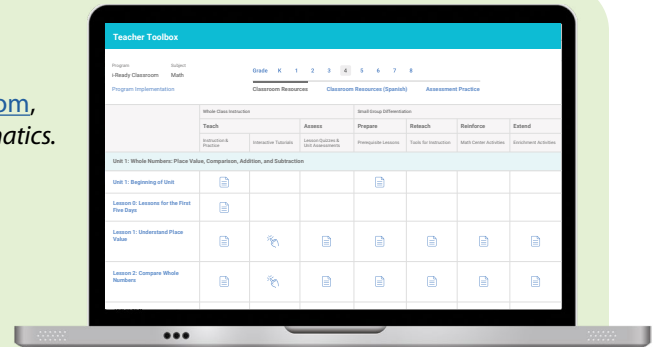 om,
natics.
Teacher Toolbox
Program Subject
i-Ready Classroom Math
Grade K 1 2 3 4 5 6 7 8
Program Implementation
Classroom Resources Classroom Resources (Spanish) Assessment Practice
Whole-Class Instruction Small-Group Differentiation
Teach Assess Prepare Reteach Reinforce Extend
Instruction & Practice Interactive Tutorials Lesson Quizzes & Unit Assessments Prerequisite Lessons Tools for Instruction Math Center Activities Enrichment Activities
Unit 1: Whole Numbers: Place Value, Comparison, Addition, and Subtraction
Unit 1: Beginning of Unit
Lesson 0: Lessons for the First
Five Days
Lesson 1: Understand Place
Value
Lesson 2: Compare Whole
Numbers